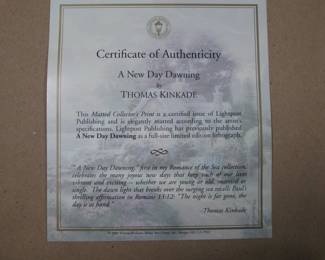 Certificate of Authenticity
A New Day Dawning
by
THOMAS KINKADE
This Matted Collector's Print is a certified issue of Lightpost
Publishing and is elegantly matted according to the artist's
specifications. Lightpost Publishing has previously published
A New Day Dawning as a full-size limited edition lithograph.
"A New Day Dawning," first in my Romance of the Sea collection,
celebrates the many joyous new days that keep each of our lives
vibrant and exciting – whether we are young or old, married or
single. The dawn light that breaks over the surging sea recalls Paul's
thrilling affirmation in Romans 13:12: "The night is far gone, the
day is at hand."
-Thomas Kinkade